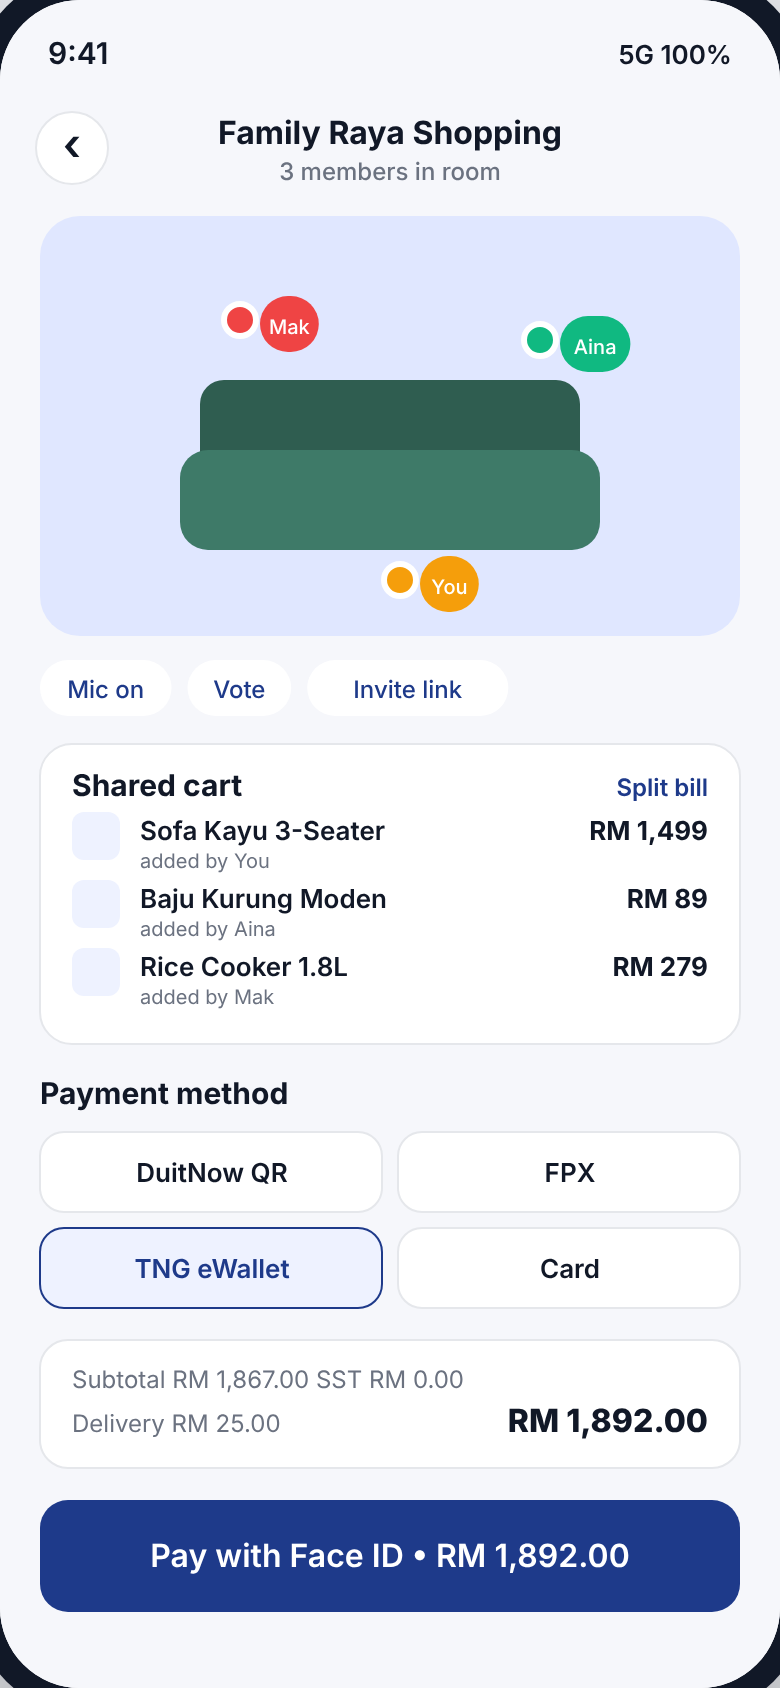 9:41
5G 100%
Family Raya Shopping
3 members in room
Mak
Aina
You
Mic on
Vote
Invite link
Shared cart
Split bill
Sofa Kayu 3-Seater
RM 1,499
added by You
Baju Kurung Moden
RM 89
added by Aina
Rice Cooker 1.8L
RM 279
added by Mak
Payment method
DuitNow QR
FPX
TNG eWallet
Card
Subtotal RM 1,867.00 SST RM 0.00
Delivery RM 25.00
RM 1,892.00
Pay with Face ID • RM 1,892.00